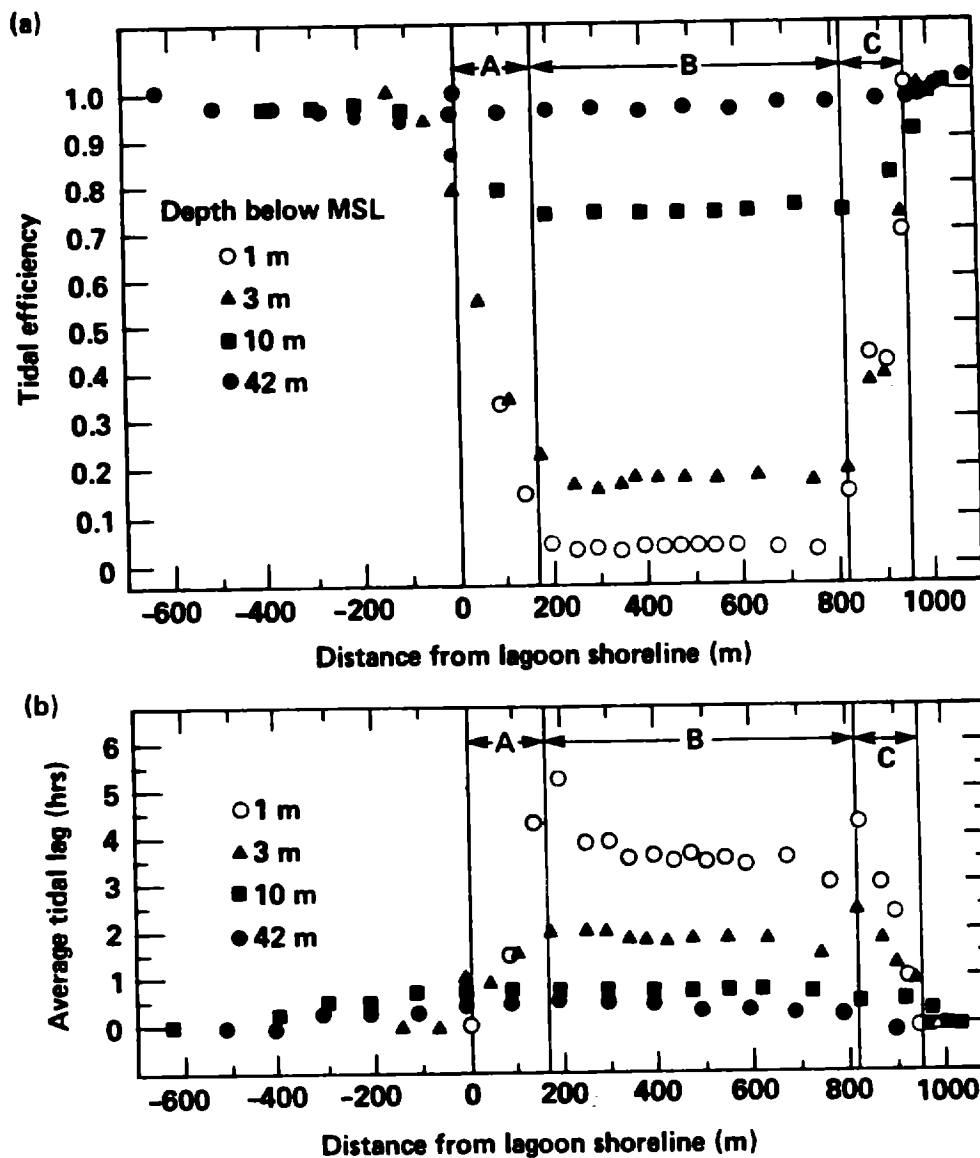 (a)
A
B
C
1.0
0.9
0.8
0.7
0.6
0.5
0.4
0.3
0.2
0.1
0
Tidal efficiency
Depth below MSL
1 m
3 m
10 m
42 m
−600
−400
−200
0
200
400
600
800
1000
Distance from lagoon shoreline (m)
(b)
A
B
C
6
5
4
3
2
1
0
Average tidal lag (hrs)
1 m
3 m
10 m
42 m
−600
−400
−200
0
200
400
600
800
1000
Distance from lagoon shoreline (m)